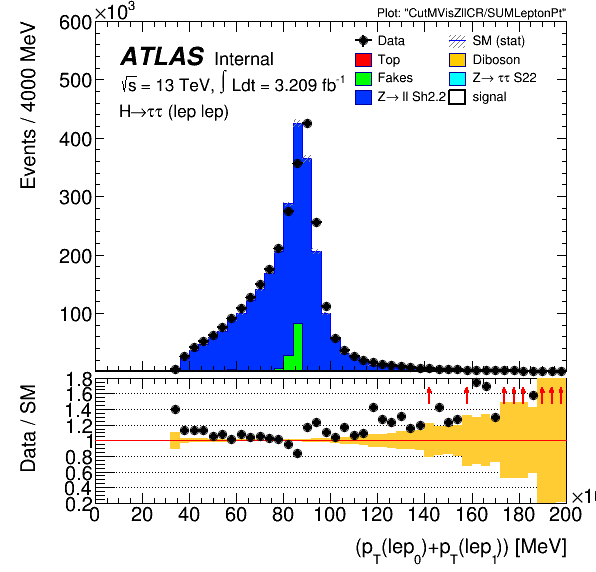 Plot: "CutMVisZllCR/SUMLeptonPt"
×10³
Events / 4000 MeV
600
500
400
300
200
100
ATLAS Internal
√s = 13 TeV, ∫ Ldt = 3.209 fb⁻¹
H→ττ (lep lep)
Data
SM (stat)
Top
Diboson
Fakes
Z→ ττ S22
Z→ ll Sh2.2
signal
Data / SM
1.8
1.6
1.4
1.2
1
0.8
0.6
0.4
0.2
0 20 40 60 80 100 120 140 160 180 200
×10
(p_T(lep_0)+p_T(lep_1)) [MeV]